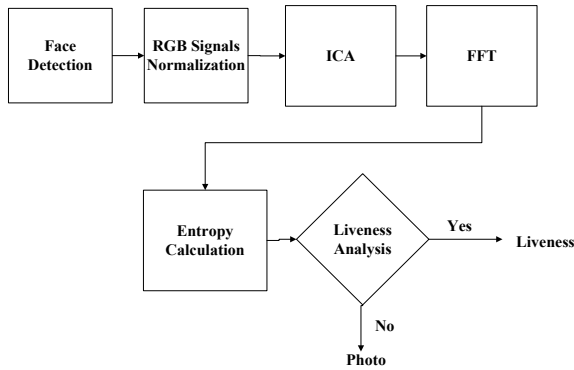 Face
Detection
RGB Signals
Normalization
ICA
FFT
Entropy
Calculation
Liveness
Analysis
Yes
Liveness
No
Photo